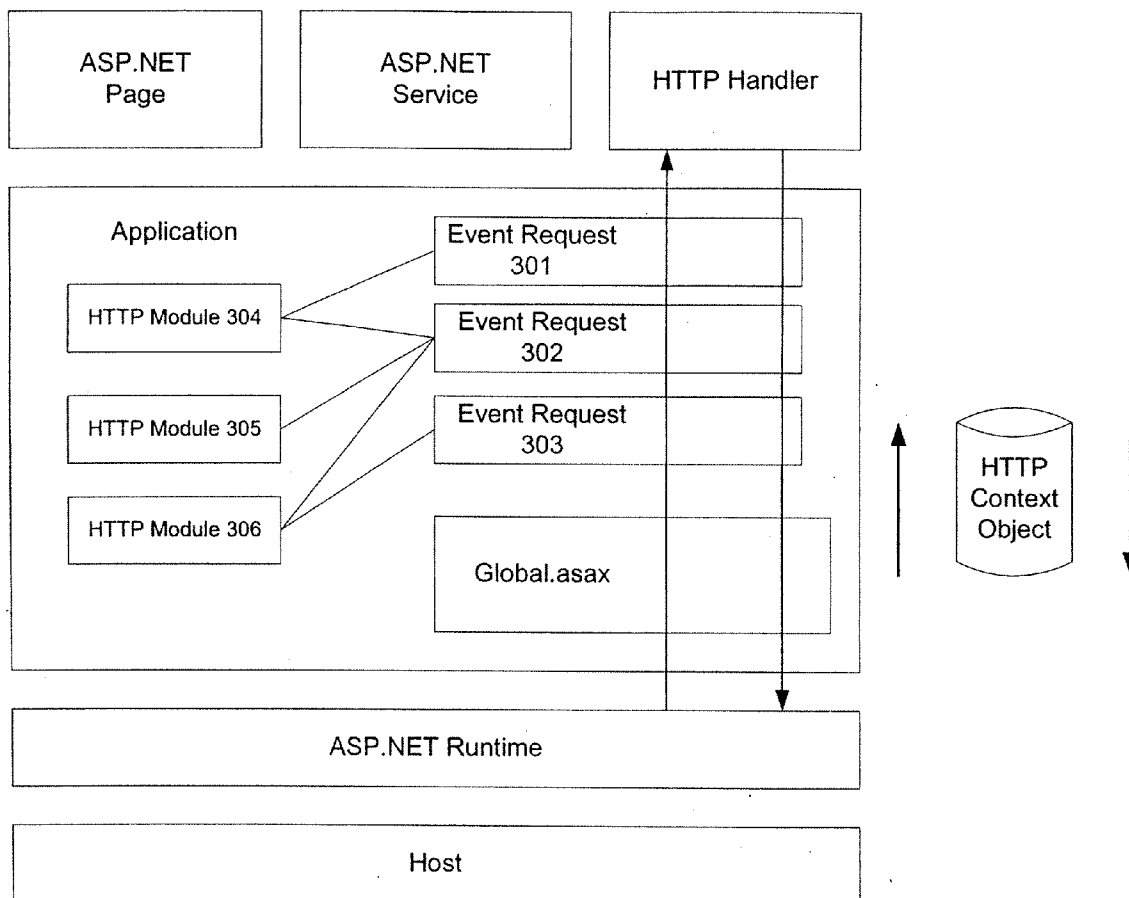 ASP.NET
Page
ASP.NET
Service
HTTP Handler
Application
Event Request
301
HTTP Module 304
Event Request
302
HTTP Module 305
Event Request
303
HTTP Module 306
Global.asax
HTTP
Context
Object
ASP.NET Runtime
Host